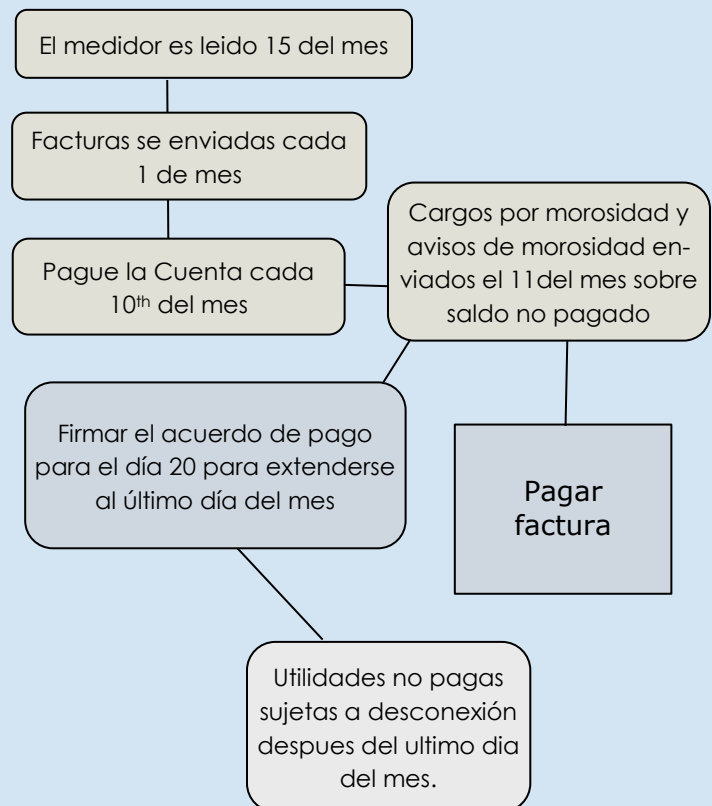 El medidor es leido 15 del mes
Facturas se enviadas cada
1 de mes
Pague la Cuenta cada
10th del mes
Cargos por morosidad y
avisos de morosidad en-
viados el 11del mes sobre
saldo no pagado
Firmar el acuerdo de pago
para el día 20 para extenderse
al último día del mes
Pagar
factura
Utilidades no pagas
sujetas a desconexión
despues del ultimo dia
del mes.